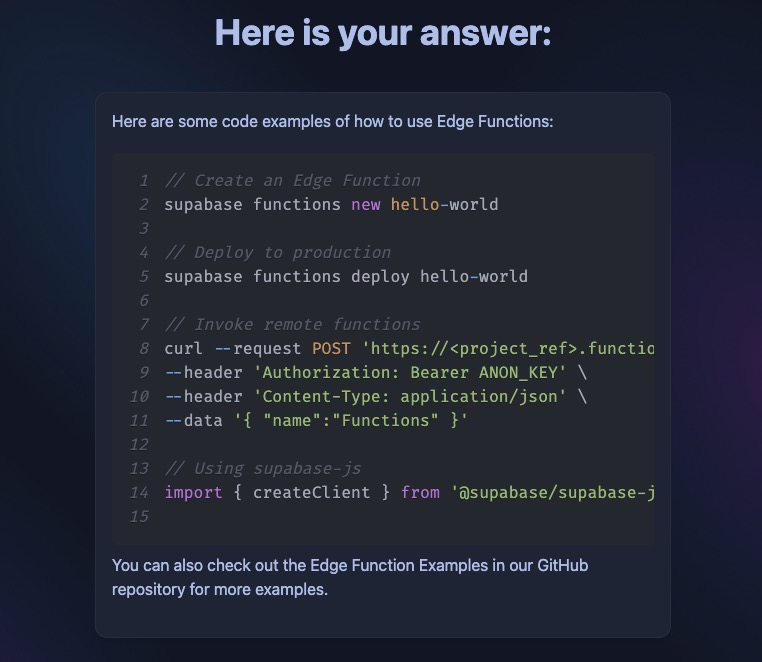 Here is your answer:
Here are some code examples of how to use Edge Functions:
1 // Create an Edge Function
2 supabase functions new hello-world
3
4 // Deploy to production
5 supabase functions deploy hello-world
6
7 // Invoke remote functions
8 curl --request POST 'https://<project_ref>.functio
9 --header 'Authorization: Bearer ANON_KEY' \
10 --header 'Content-Type: application/json' \
11 --data '{ "name":"Functions" }'
12
13 // Using supabase-js
14 import { createClient } from '@supabase/supabase-j
15
You can also check out the Edge Function Examples in our GitHub
repository for more examples.